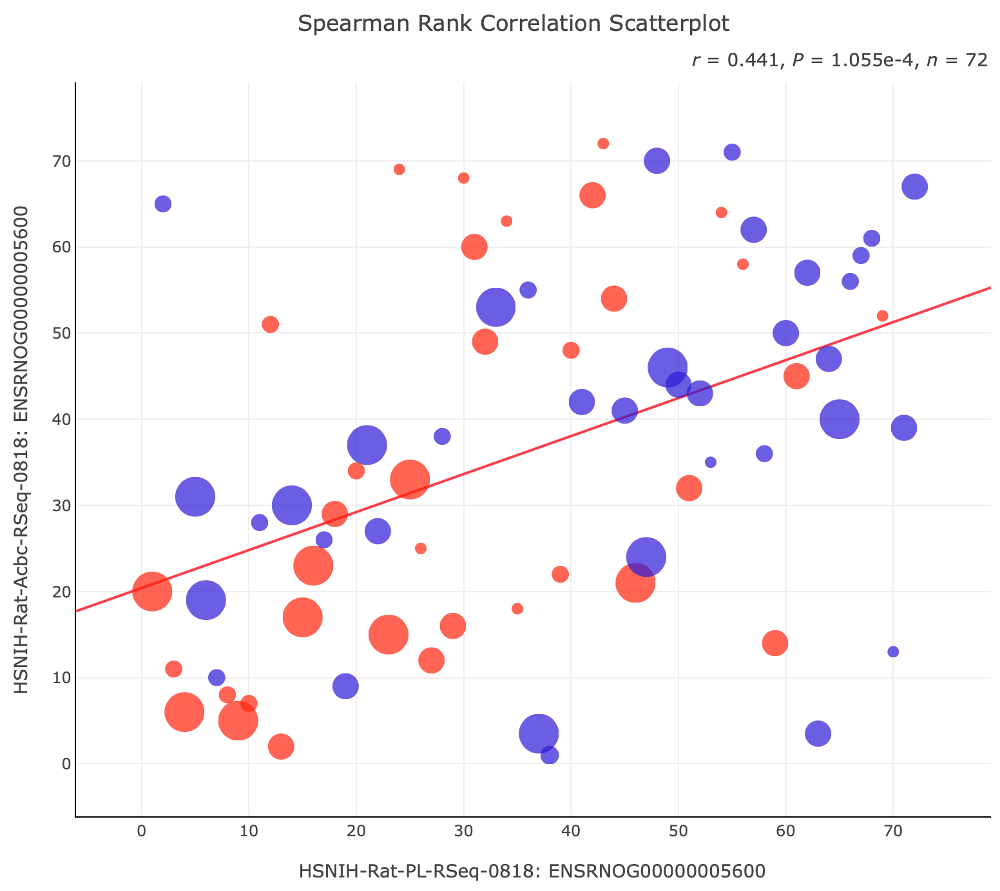 Spearman Rank Correlation Scatterplot
r = 0.441, P = 1.055e-4, n = 72
HSNIH-Rat-Acbc-RSeq-0818: ENSRNOG00000005600
70
60
50
40
30
20
10
0
0 10 20 30 40 50 60 70
HSNIH-Rat-PL-RSeq-0818: ENSRNOG00000005600